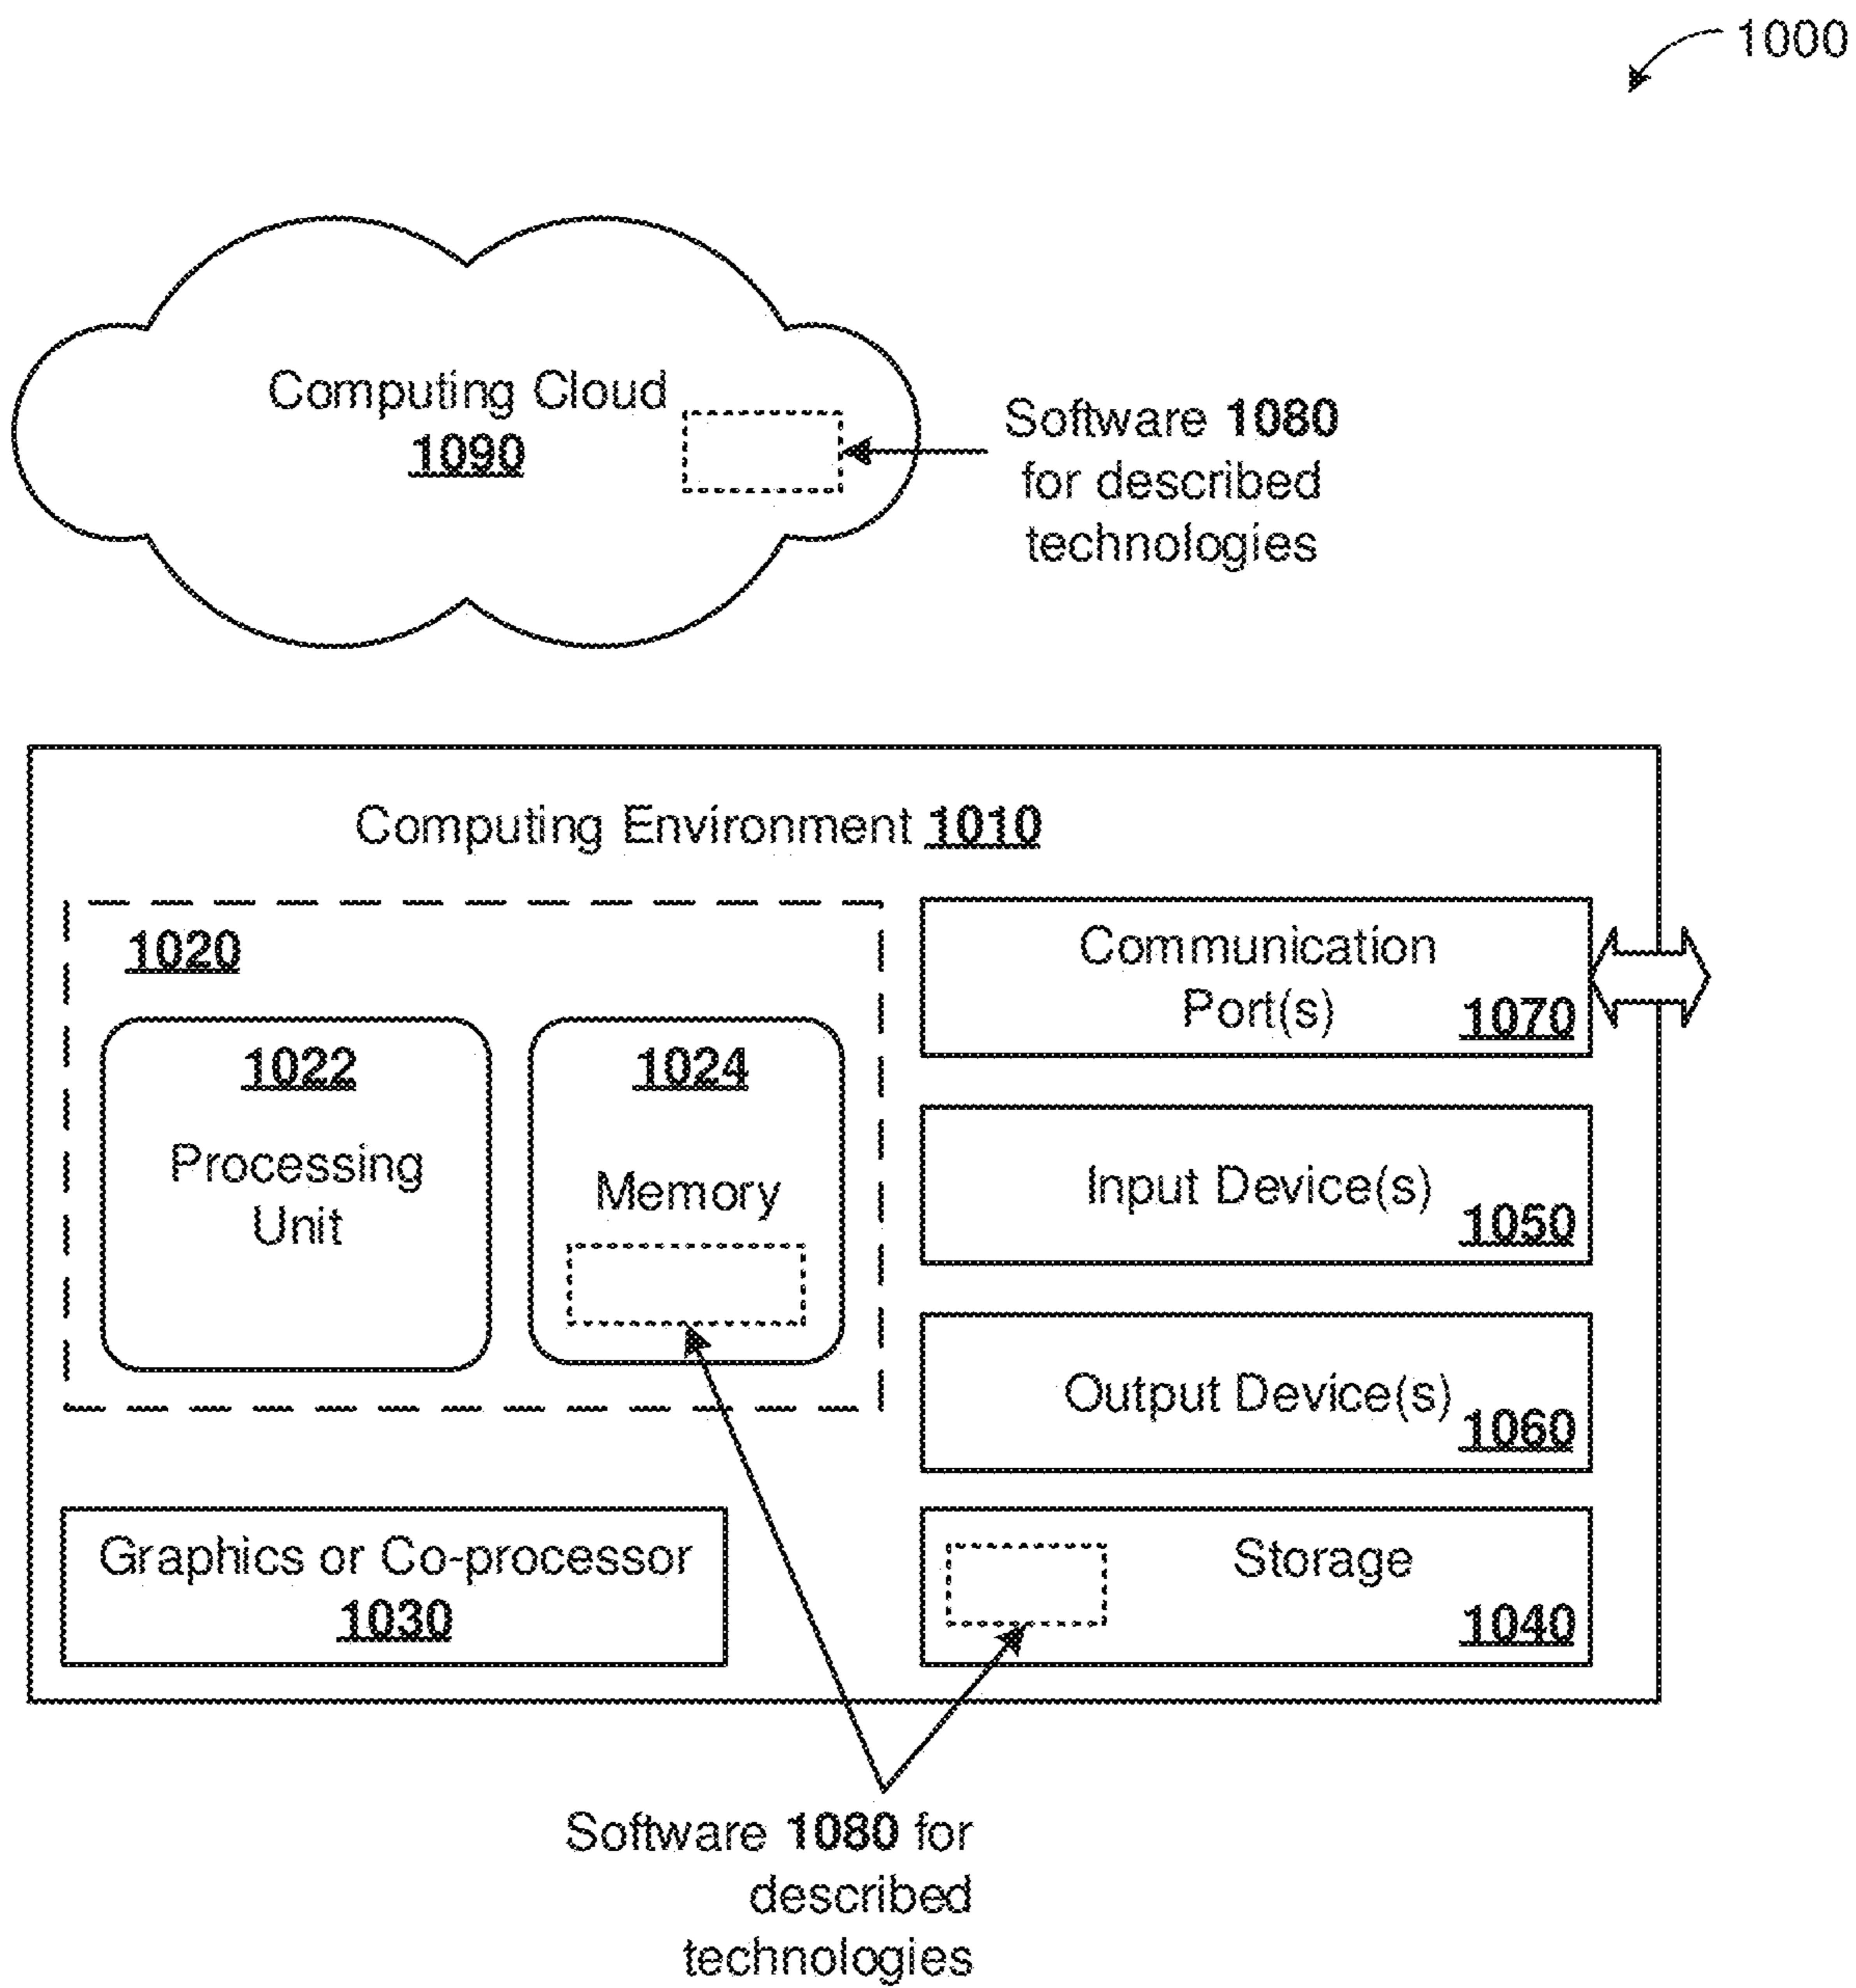 1000
Computing Cloud
1090
Software 1080
for described
technologies
Computing Environment 1010
1020
1022
Processing
Unit
1024
Memory
Communication
Port(s)
1070
Input Device(s)
1050
Output Device(s)
1060
Graphics or Co-processor
1030
Storage
1040
Software 1080 for
described
technologies